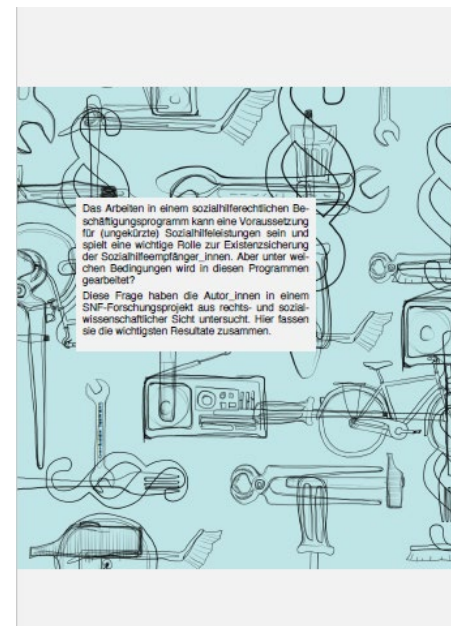 Das Arbeiten in einem sozialhilferechtlichen Be-
schäftigungsprogramm kann eine Voraussetzung
für (ungekürzte) Sozialhilfeleistungen sein und
spielt eine wichtige Rolle zur Existenzsicherung
der Sozialhilfeempfänger_innen. Aber unter wel-
chen Bedingungen wird in diesen Programmen
gearbeitet?
Diese Frage haben die Autor_innen in einem
SNF-Forschungsprojekt aus rechts- und sozial-
wissenschaftlicher Sicht untersucht. Hier fassen
sie die wichtigsten Resultate zusammen.